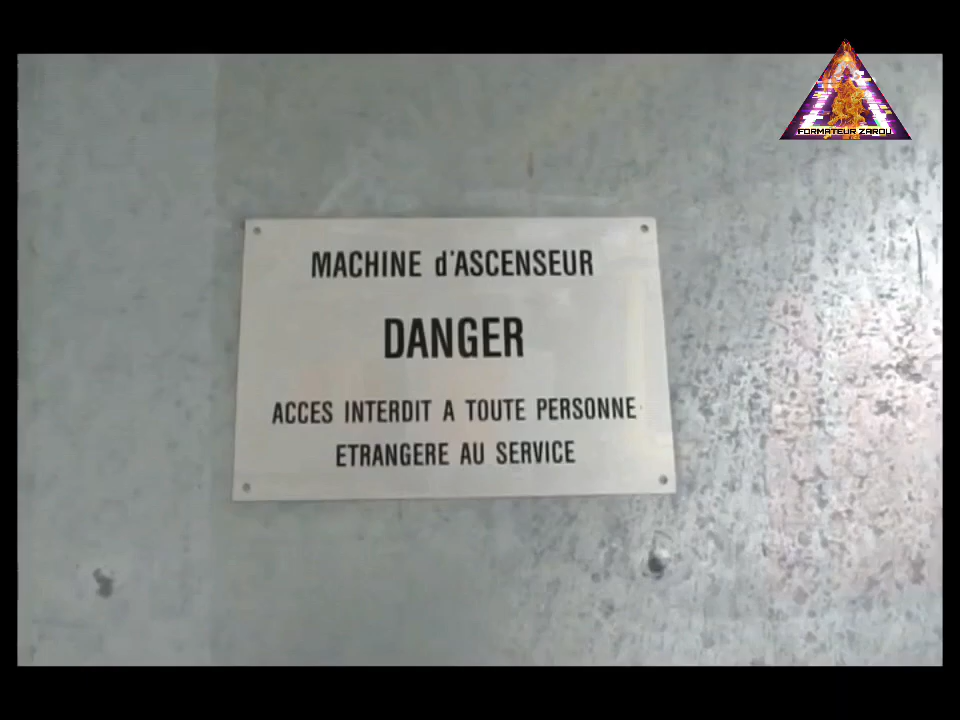 FORMATEUR ZAROU
MACHINE d'ASCENSEUR
DANGER
ACCES INTERDIT A TOUTE PERSONNE
ETRANGERE AU SERVICE